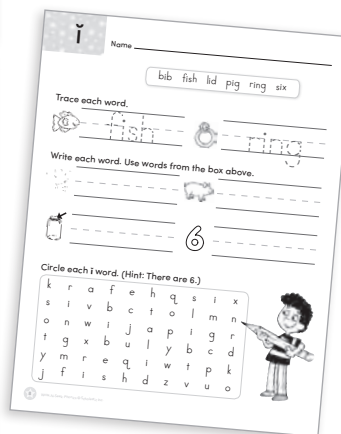 ĭ
Name
bib fish lid pig ring six
Trace each word.
fish ring
Write each word. Use words from the box above.
6
Circle each ĭ word. (Hint: There are 6.)
k r a f e h q s i x
s i v b c t o l m n
o n w i j a p i g r
t g x b u l y b c d
y m r e q i w t p k
j f i s h d z v u o